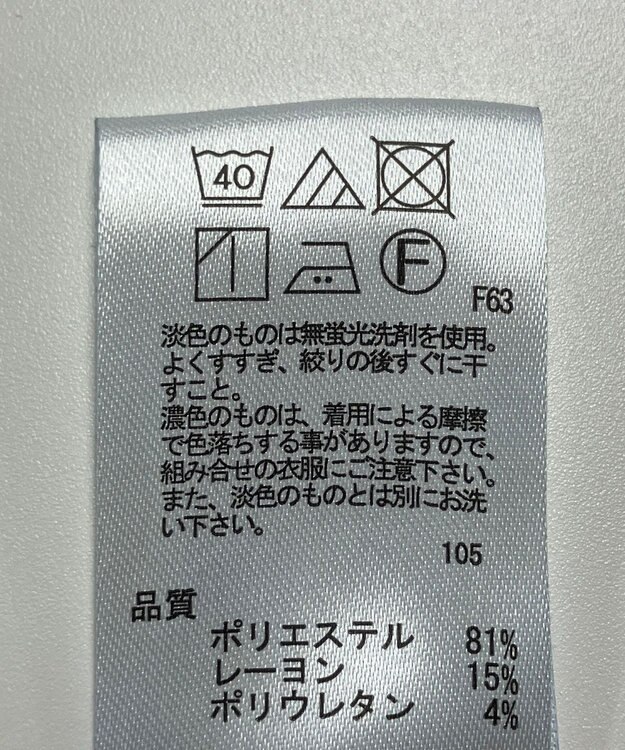 40
F
F63
淡色のものは無蛍光洗剤を使用。
よくすすぎ、絞りの後すぐに干
すこと。
濃色のものは、着用による摩擦
で色落ちする事がありますので、
組み合せの衣服にご注意下さい。
また、淡色のものとは別にお洗
い下さい。
105
品質
ポリエステル 81%
レーヨン 15%
ポリウレタン 4%